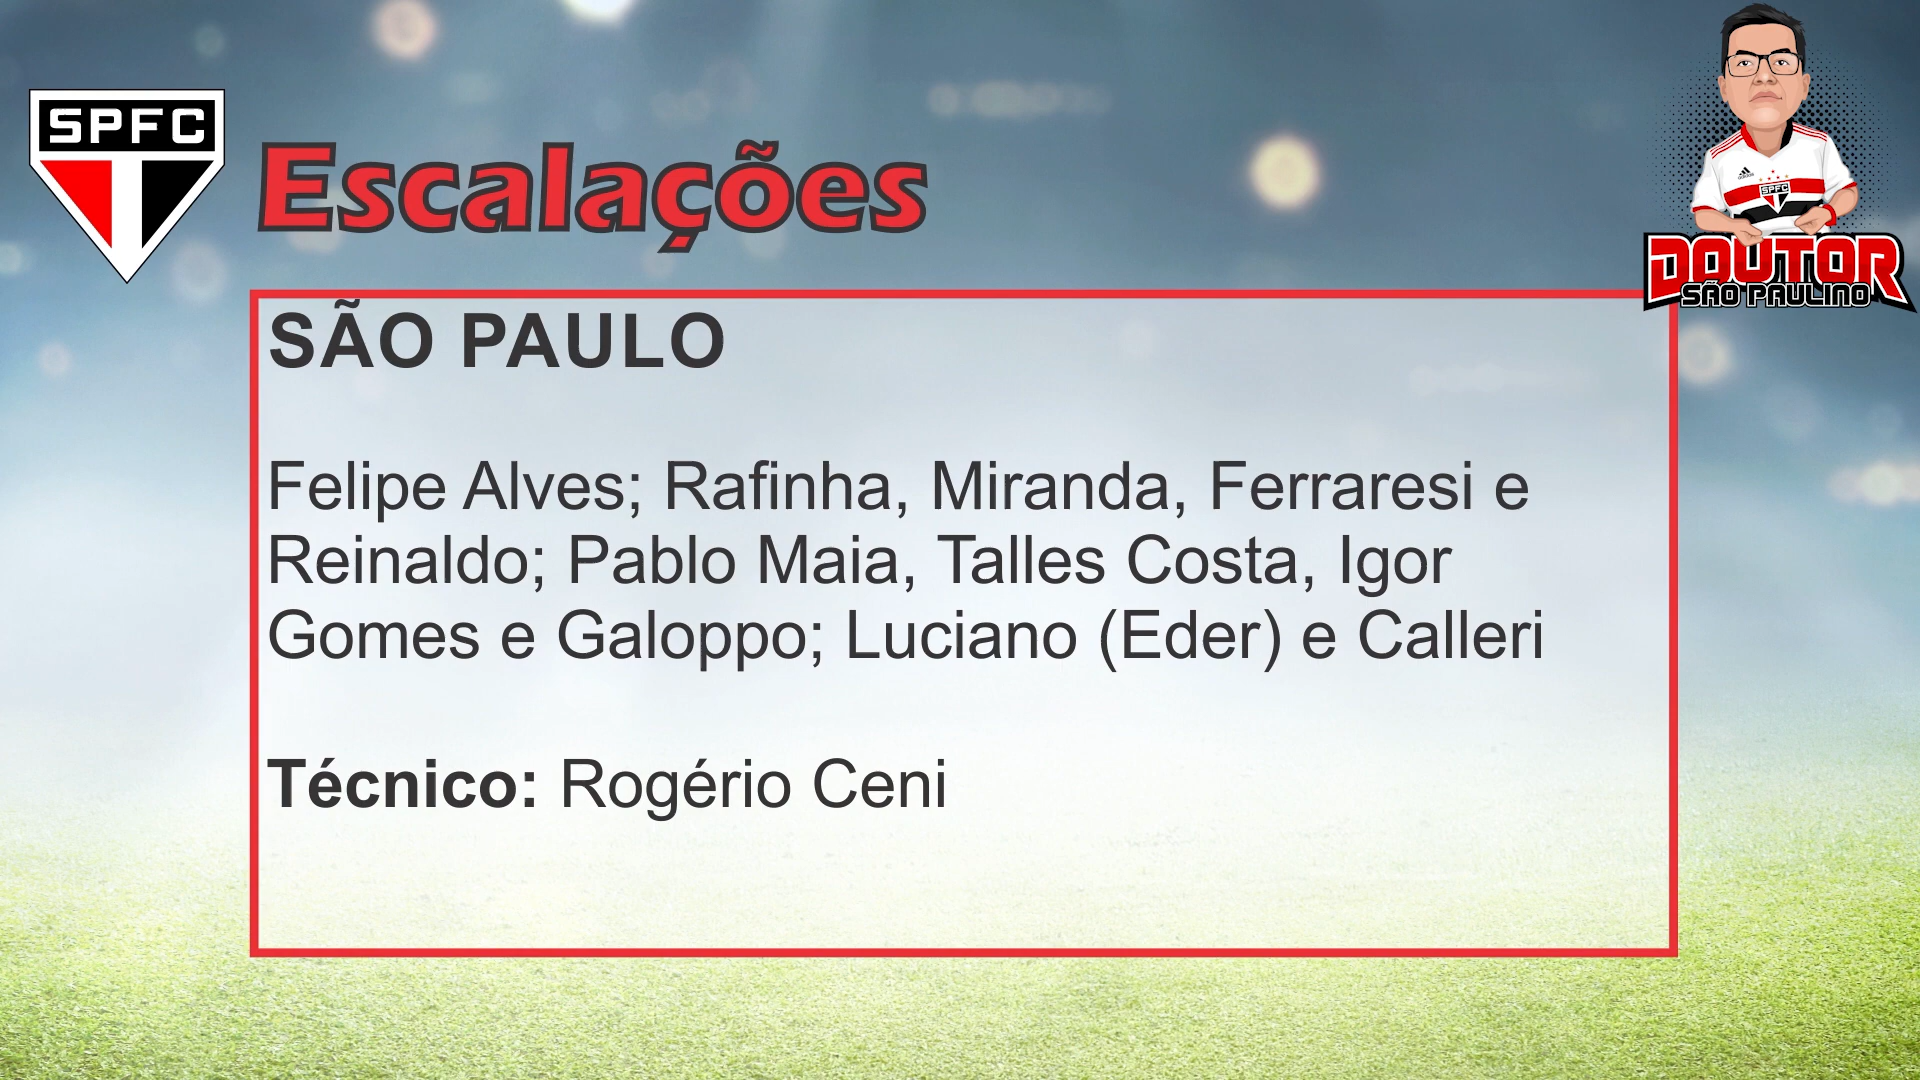 SPFC
Escalações
SPFC
DOUTOR
SÃO PAULINO
SÃO PAULO
Felipe Alves; Rafinha, Miranda, Ferraresi e
Reinaldo; Pablo Maia, Talles Costa, Igor
Gomes e Galoppo; Luciano (Eder) e Calleri
Técnico: Rogério Ceni